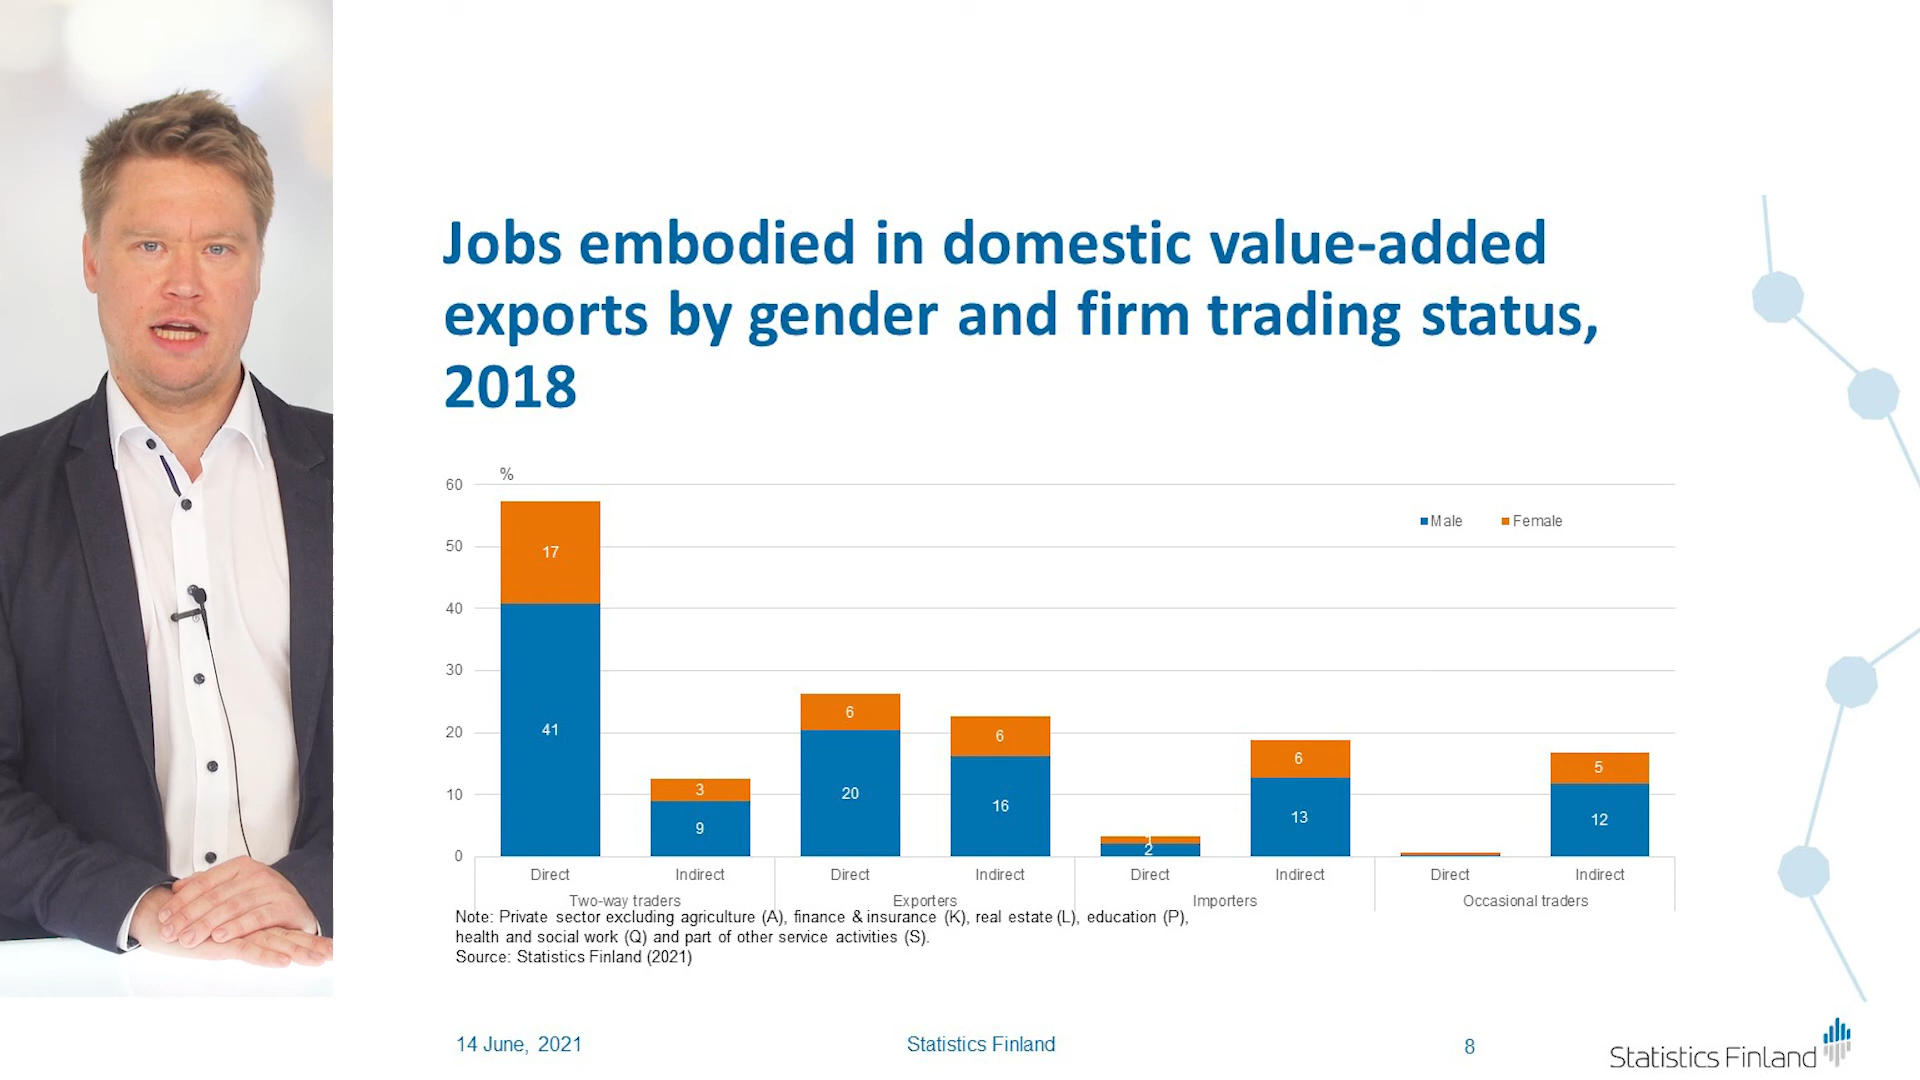 Jobs embodied in domestic value-added
exports by gender and firm trading status,
2018
%
60
50
40
30
20
10
0
Male Female
17
41
3
9
6
20
6
16
1
2
6
13
5
12
Direct Indirect Direct Indirect Direct Indirect Direct Indirect
Two-way traders Exporters Importers Occasional traders
Note: Private sector excluding agriculture (A), finance & insurance (K), real estate (L), education (P),
health and social work (Q) and part of other service activities (S).
Source: Statistics Finland (2021)
14 June, 2021 Statistics Finland 8
Statistics Finland